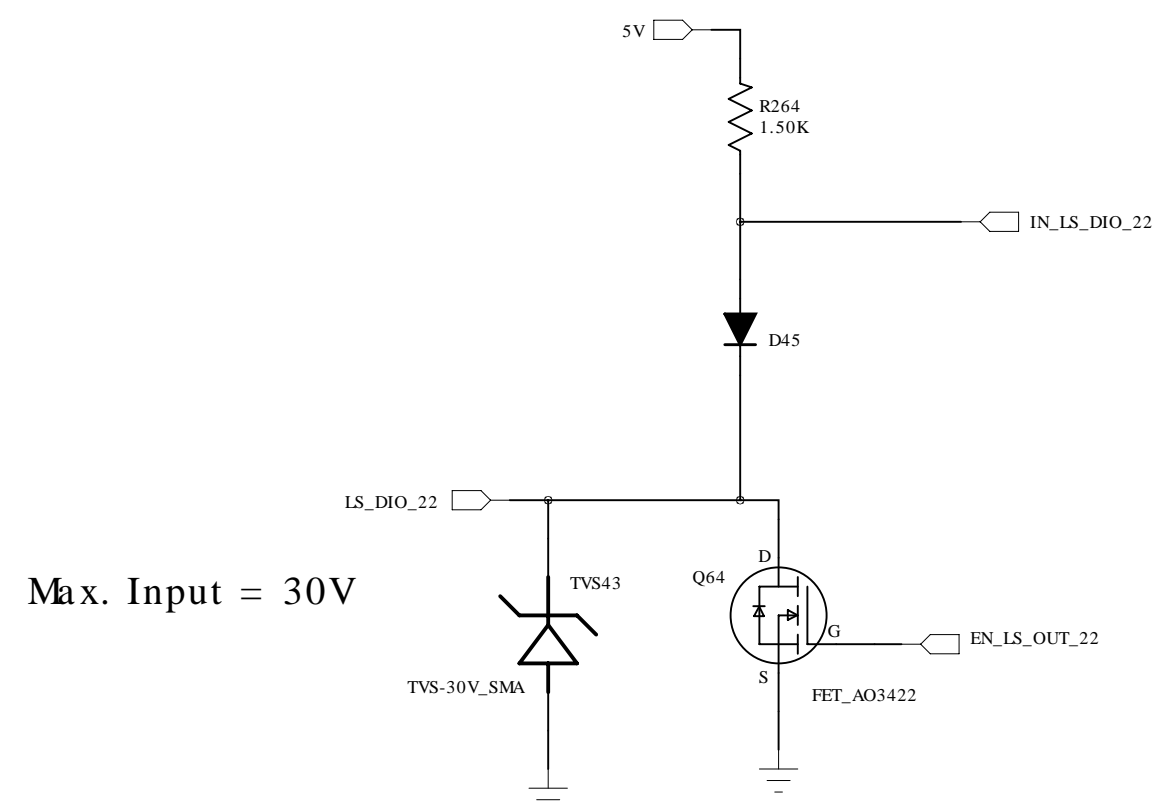 5V
R264
1.50K
IN_LS_DIO_22
D45
LS_DIO_22
D
Q64
TVS43
Max. Input = 30V
G
EN_LS_OUT_22
S
TVS-30V_SMA
FET_AO3422